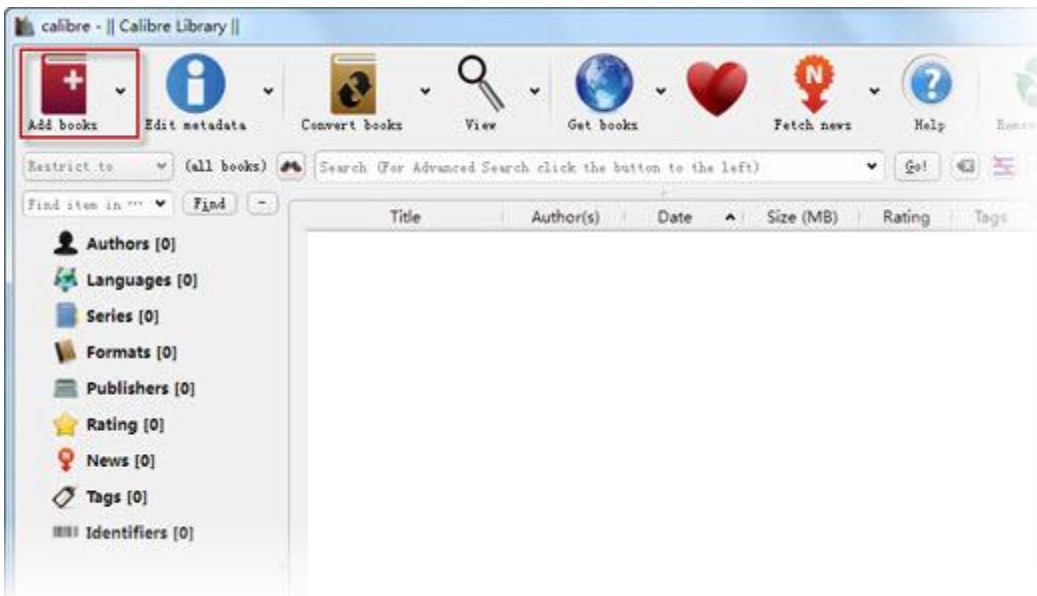 calibre - || Calibre Library ||
Add books Edit metadata Convert books View Get books Fetch news Help
Restrict to (all books) Search (For Advanced Search click the button to the left) Go!
Find item in ... Find -
Title Author(s) Date Size (MB) Rating Tags
Authors [0]
Languages [0]
Series [0]
Formats [0]
Publishers [0]
Rating [0]
News [0]
Tags [0]
Identifiers [0]